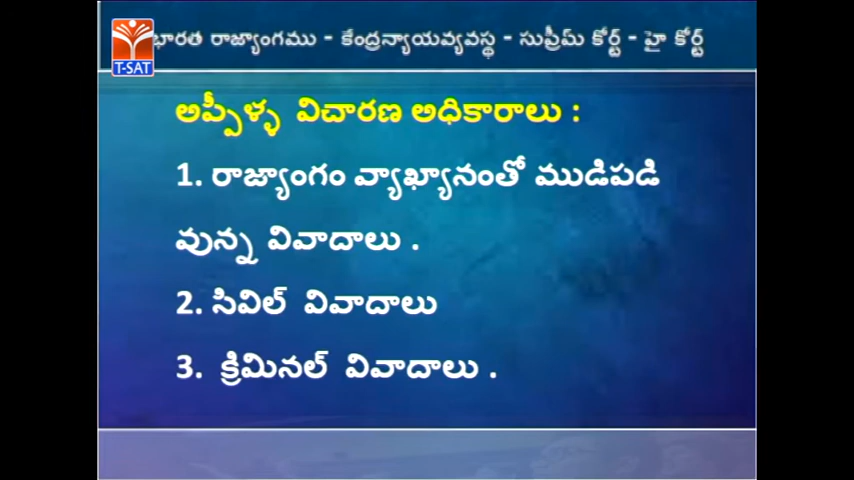 భారత రాజ్యాంగము - కేంద్రన్యాయవ్యవస్థ - సుప్రీమ్ కోర్ట్ - హై కోర్ట్
T-SAT
అప్పీళ్ళ విచారణ అధికారాలు :
1. రాజ్యాంగం వ్యాఖ్యానంతో ముడిపడి
వున్న వివాదాలు .
2. సివిల్ వివాదాలు
3. క్రిమినల్ వివాదాలు .